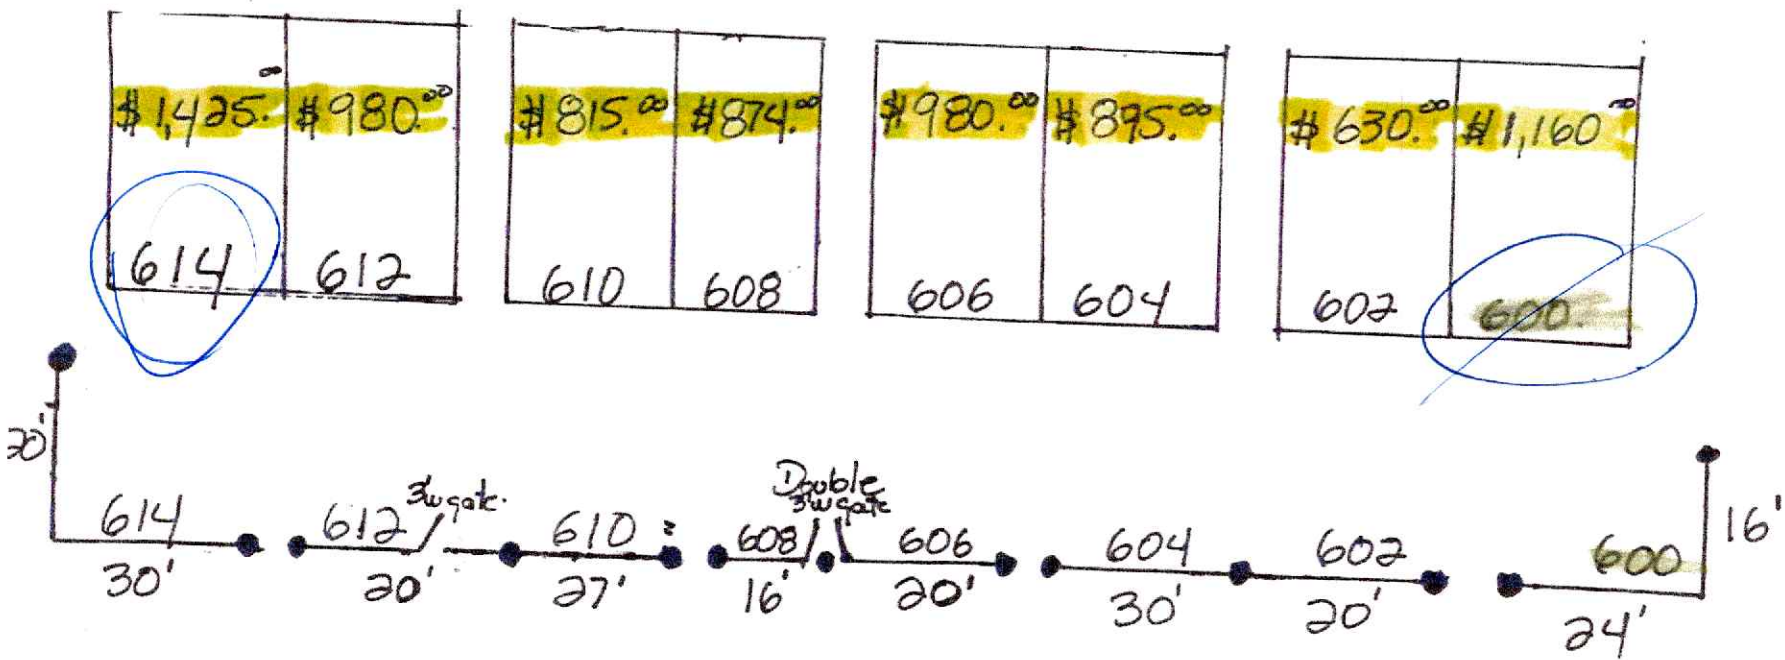 $1,425.00 $980.00 $815.00 $874.00 $980.00 $895.00 $630.00 $1,160.00
614 612 610 608 606 604 602 600
20' 614 612 3'w gate. 610 608 Double 3'w gate 606 604 602 600 16'
30' 20' 27' 16' 20' 30' 20' 24'